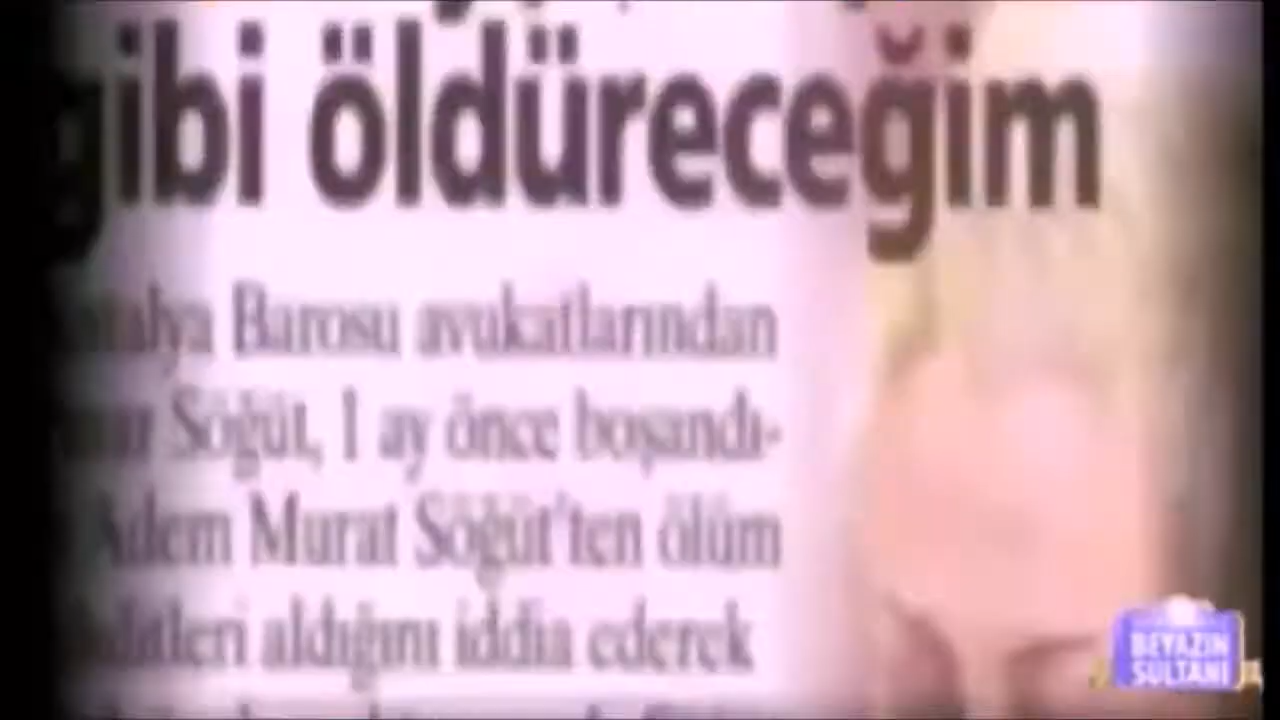 gibi öldüreceğim
Barosu avukatlarından
Söğüt, 1 ay önce boşandı-
Adem Murat Söğüt'ten ölüm
aldığını iddia ederek
BEYAZIN
SULTANI